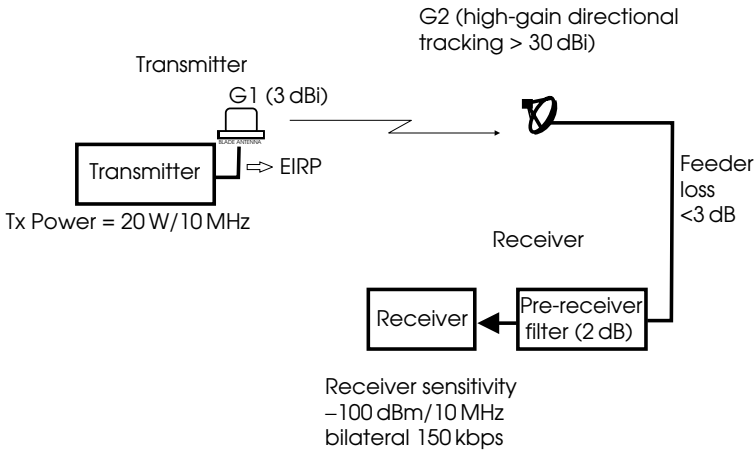 G2 (high-gain directional
tracking > 30 dBi)
Transmitter
G1 (3 dBi)
BLADE ANTENNA
Transmitter
EIRP
Tx Power = 20 W/10 MHz
Feeder
loss
<3 dB
Receiver
Receiver
Pre-receiver
filter (2 dB)
Receiver sensitivity
–100 dBm/10 MHz
bilateral 150 kbps